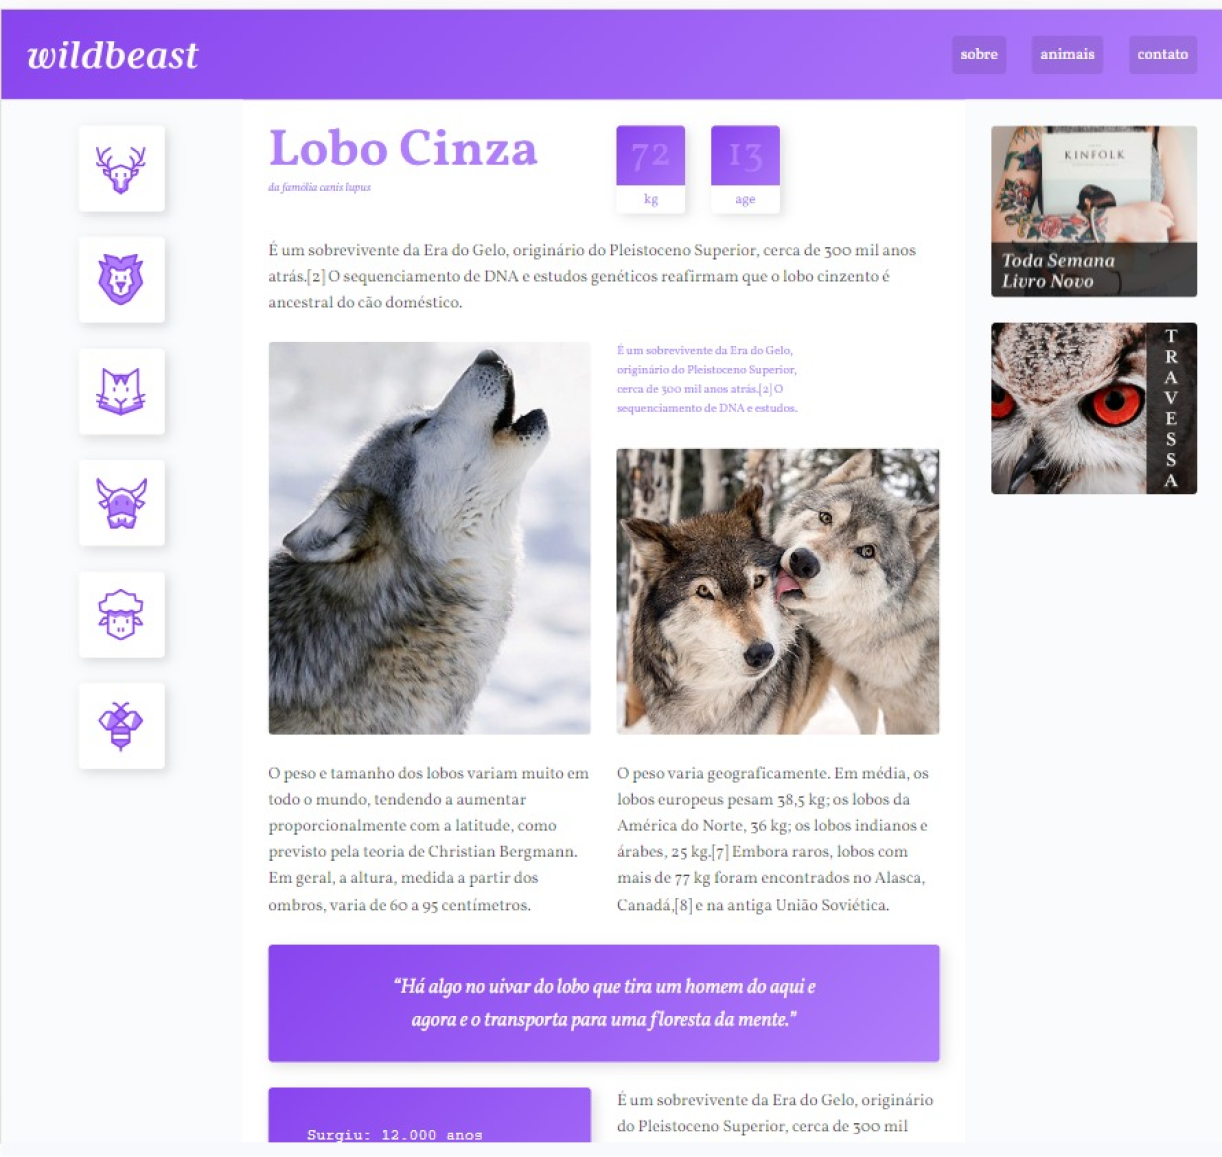 wildbeast
sobre
animais
contato
Lobo Cinza
da família canis lupus
72
kg
13
age
É um sobrevivente da Era do Gelo, originário do Pleistoceno Superior, cerca de 300 mil anos
atrás.[2] O sequenciamento de DNA e estudos genéticos reafirmam que o lobo cinzento é
ancestral do cão doméstico.
É um sobrevivente da Era do Gelo,
originário do Pleistoceno Superior,
cerca de 300 mil anos atrás.[2] O
sequenciamento de DNA e estudos.
O peso e tamanho dos lobos variam muito em
todo o mundo, tendendo a aumentar
proporcionalmente com a latitude, como
previsto pela teoria de Christian Bergmann.
Em geral, a altura, medida a partir dos
ombros, varia de 60 a 95 centímetros.
O peso varia geograficamente. Em média, os
lobos europeus pesam 38,5 kg; os lobos da
América do Norte, 36 kg; os lobos indianos e
árabes, 25 kg.[7] Embora raros, lobos com
mais de 77 kg foram encontrados no Alasca,
Canadá,[8] e na antiga União Soviética.
“Há algo no uivar do lobo que tira um homem do aqui e
agora e o transporta para uma floresta da mente.”
Surgiu: 12.000 anos
É um sobrevivente da Era do Gelo, originário
do Pleistoceno Superior, cerca de 300 mil
KINFOLK
Toda Semana
Livro Novo
TRAVESSA